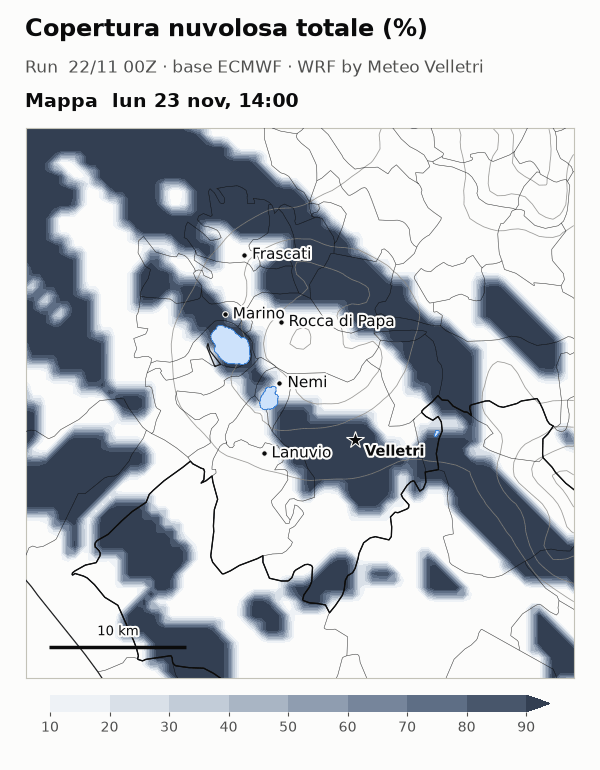 Copertura nuvolosa totale (%)
Run  22/11 00Z · base ECMWF · WRF by Meteo Velletri
Mappa  lun 23 nov, 14:00
Frascati
Marino
Rocca di Papa
Nemi
Velletri
Lanuvio
10 km
10 20 30 40 50 60 70 80 90